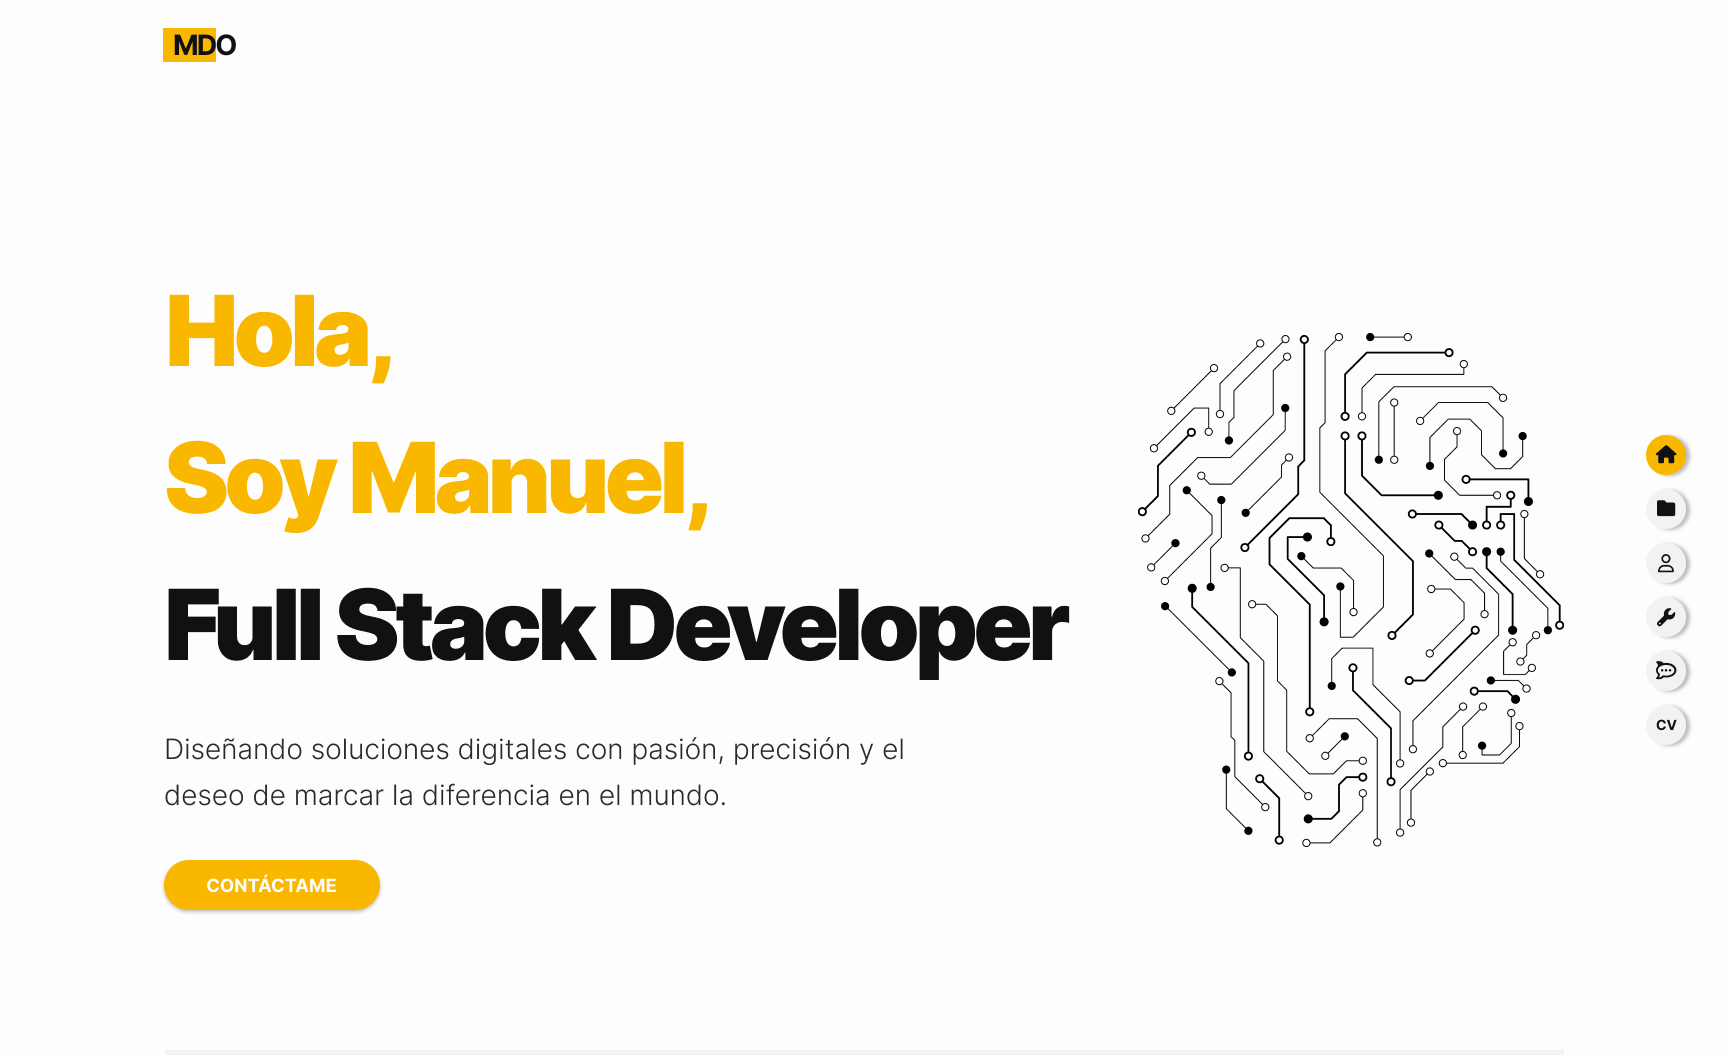 MDO
Hola,
Soy Manuel,
Full Stack Developer
Diseñando soluciones digitales con pasión, precisión y el
deseo de marcar la diferencia en el mundo.
CONTÁCTAME
CV